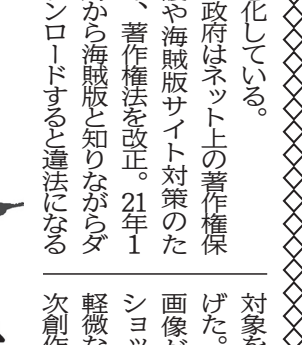 化している。
政府はネット上の著作権保
や海賊版サイト対策のた
、著作権法を改正。21年1
から海賊版と知りながらダ
ンロードすると違法になる
対象を
げた。
画像が
ショッ
軽微な
次創作